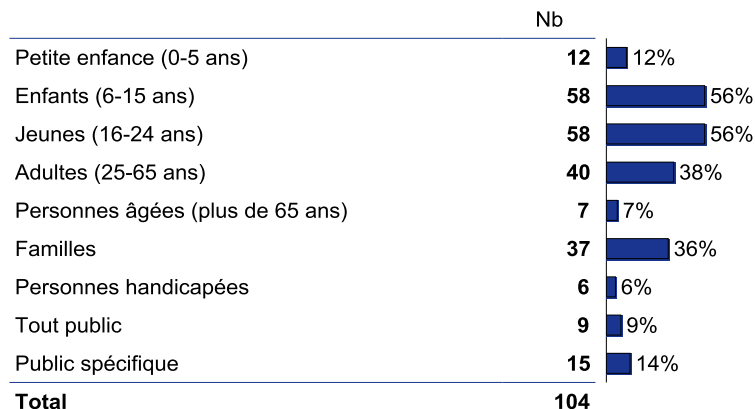 Nb
Petite enfance (0-5 ans) 12 12%
Enfants (6-15 ans) 58 56%
Jeunes (16-24 ans) 58 56%
Adultes (25-65 ans) 40 38%
Personnes âgées (plus de 65 ans) 7 7%
Familles 37 36%
Personnes handicapées 6 6%
Tout public 9 9%
Public spécifique 15 14%
Total 104